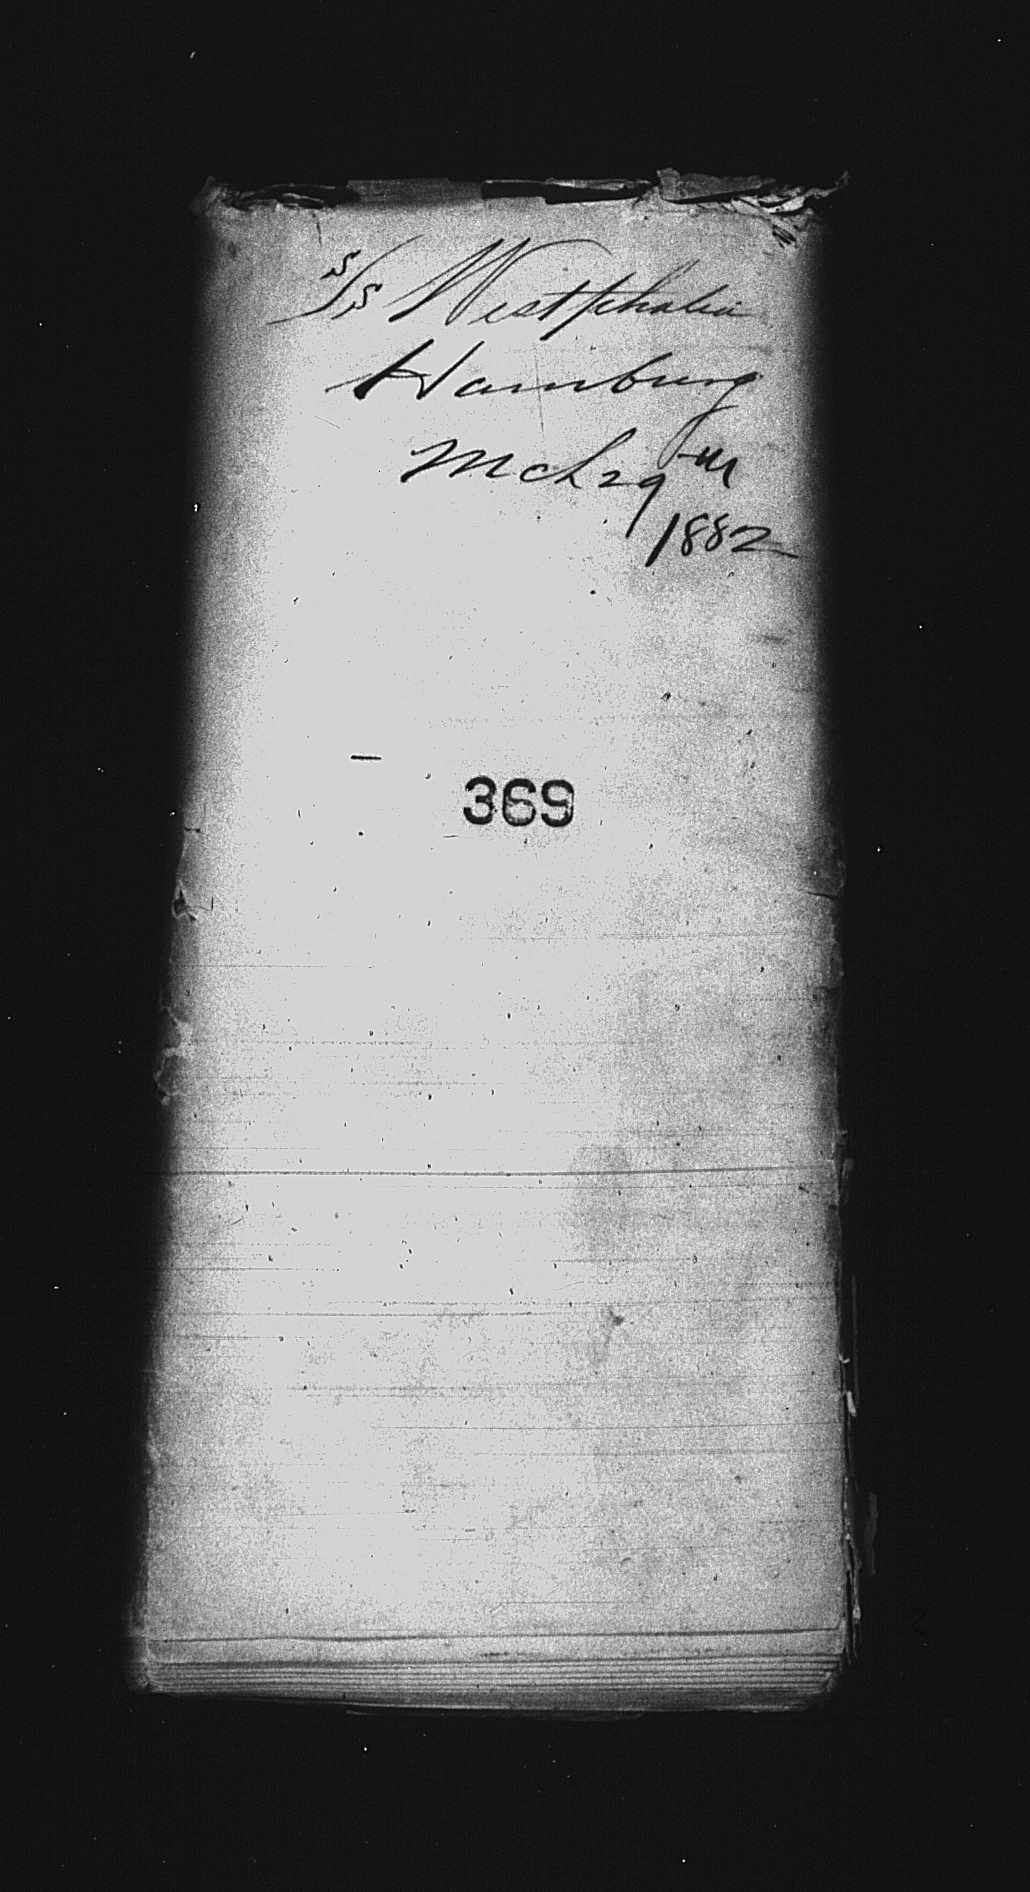 S/S Westphalia
Hamburg
Mch 29th
1882
369